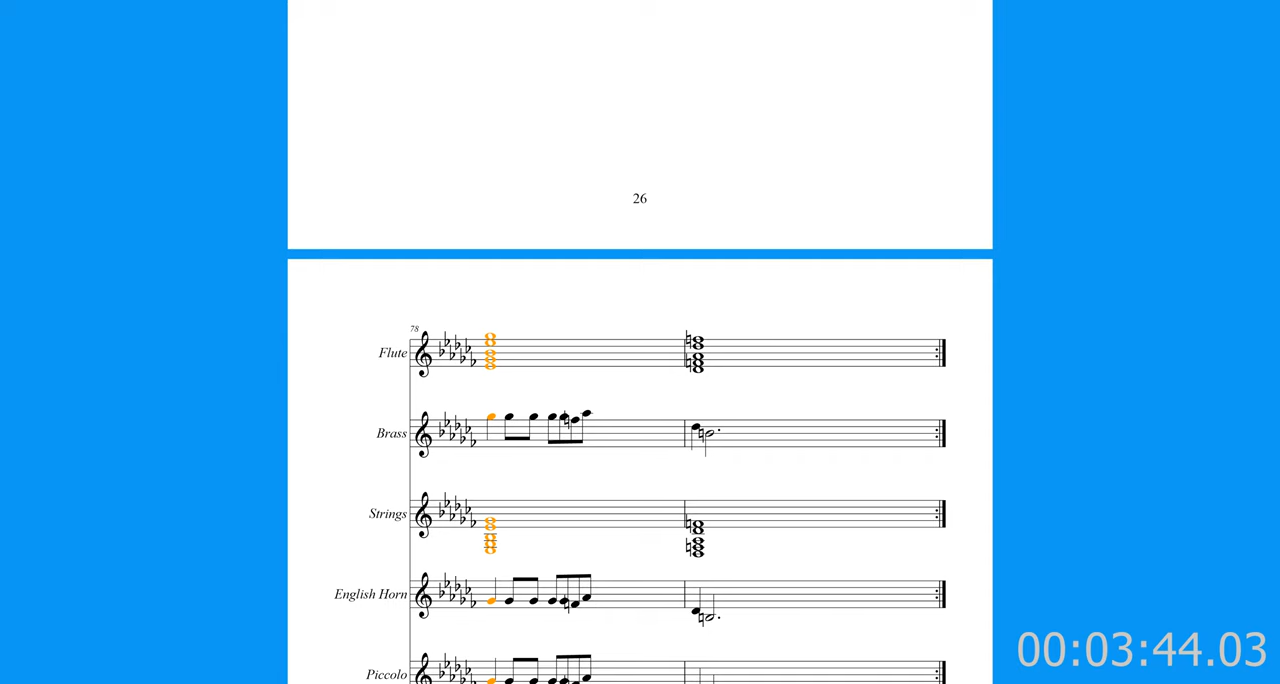 26
78
Flute
Brass
Strings
English Horn
Piccolo
00:03:44.03